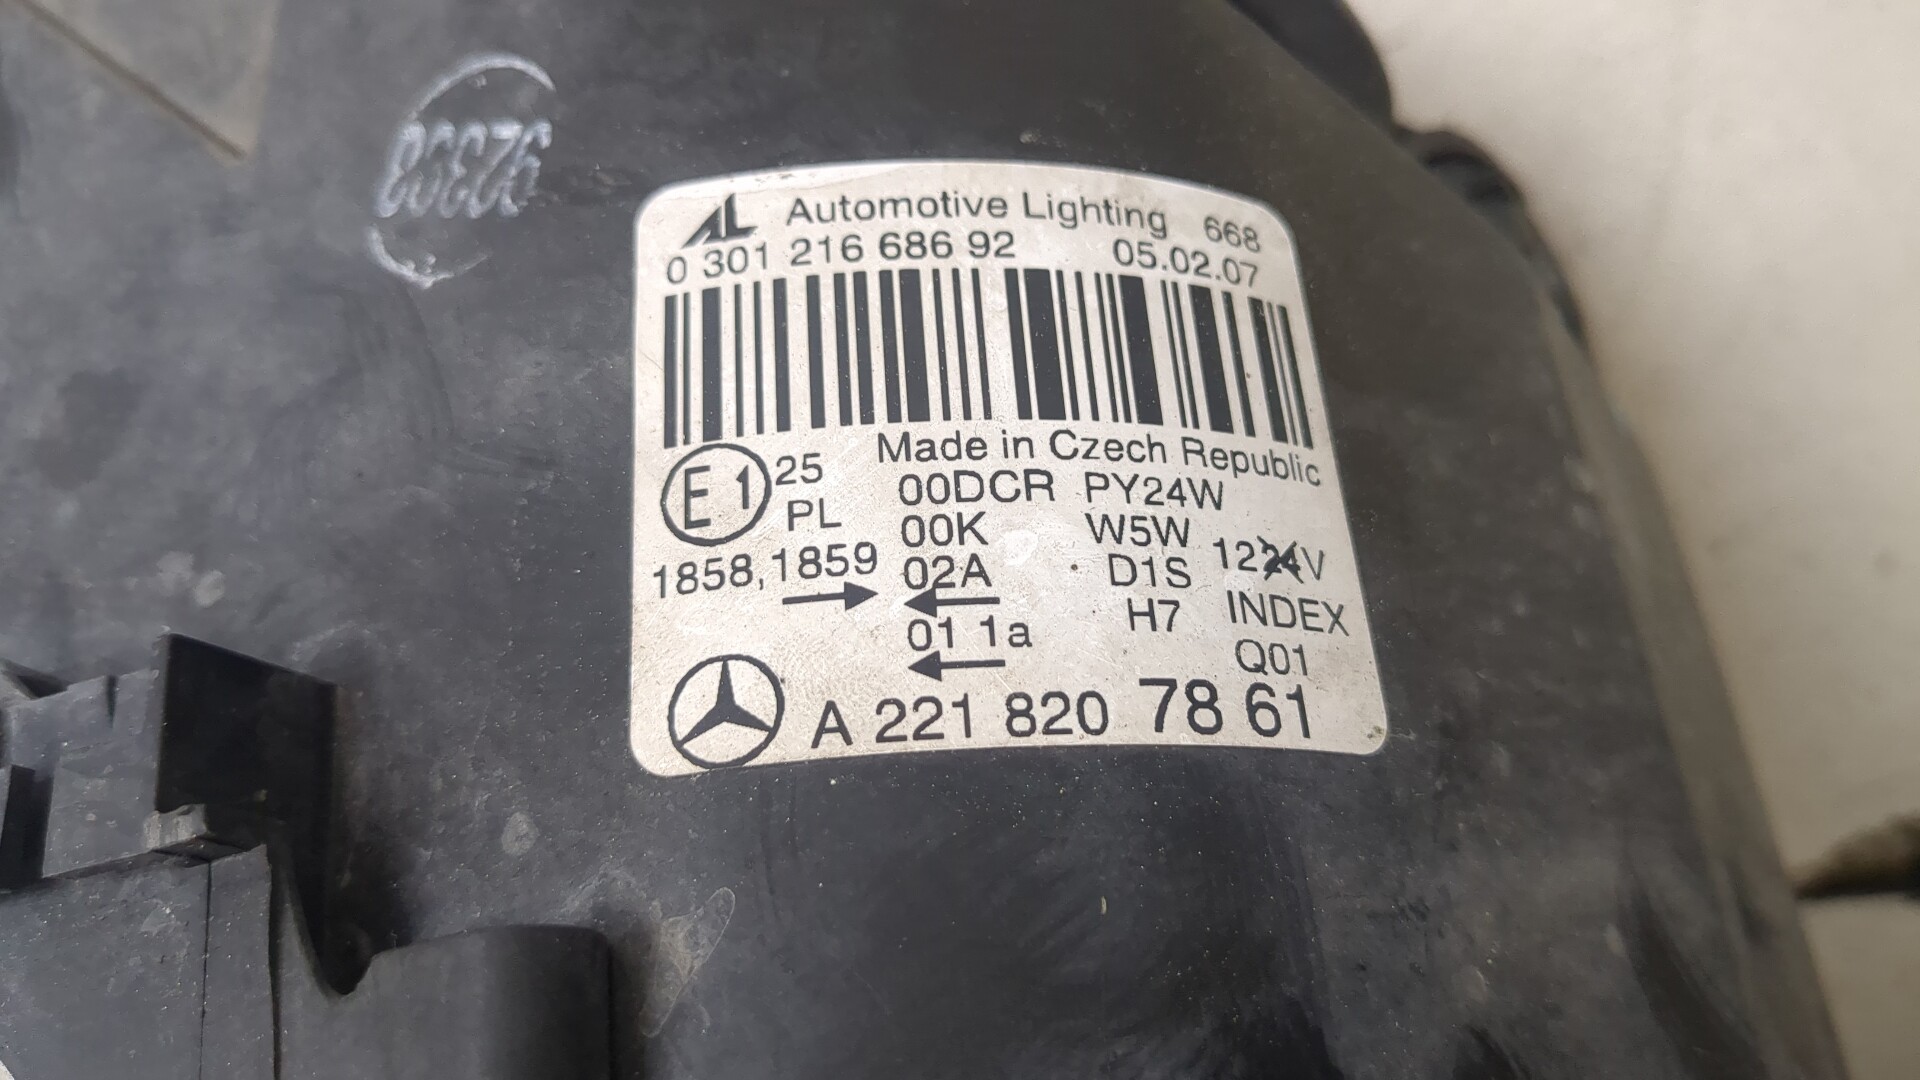 AL Automotive Lighting 668
0 301 216 686 92 05.02.07
Made in Czech Republic
E1 25 00DCR PY24W
PL 00K W5W 1224V
1858,1859 02A D1S
01 1a H7 INDEX
Q01
A 221 820 78 61